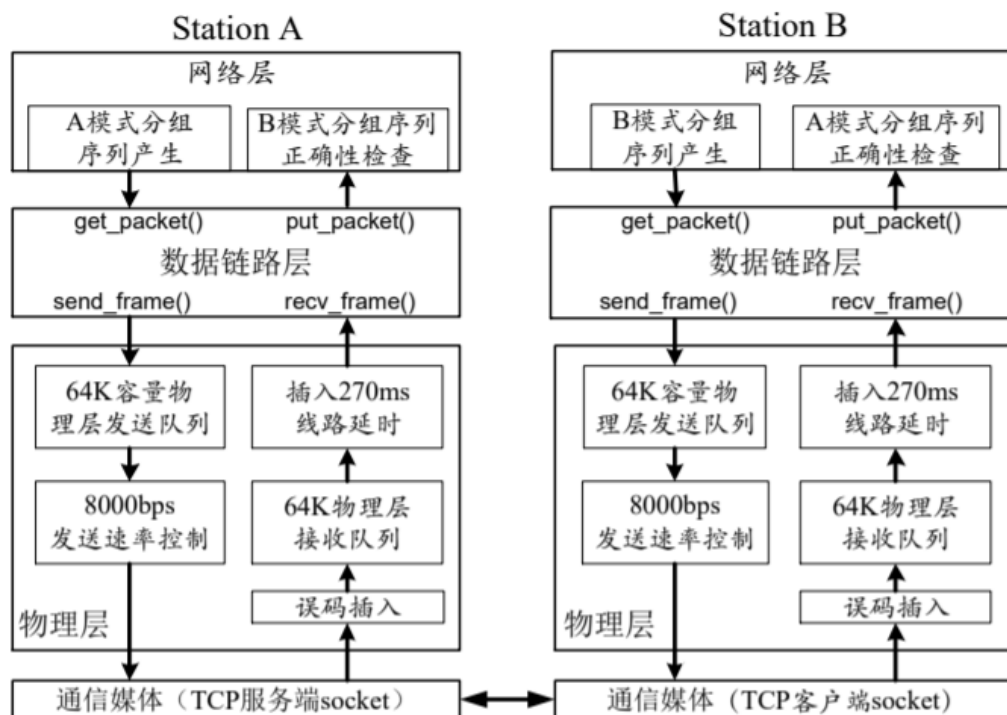 Station A
网络层
A模式分组
序列产生
B模式分组序列
正确性检查
get_packet()
put_packet()
数据链路层
send_frame()
recv_frame()
64K容量物
理层发送队列
插入270ms
线路延时
8000bps
发送速率控制
64K物理层
接收队列
误码插入
物理层
通信媒体（TCP服务端socket）
Station B
网络层
B模式分组
序列产生
A模式分组序列
正确性检查
get_packet()
put_packet()
数据链路层
send_frame()
recv_frame()
64K容量物
理层发送队列
插入270ms
线路延时
8000bps
发送速率控制
64K物理层
接收队列
误码插入
物理层
通信媒体（TCP客户端socket）